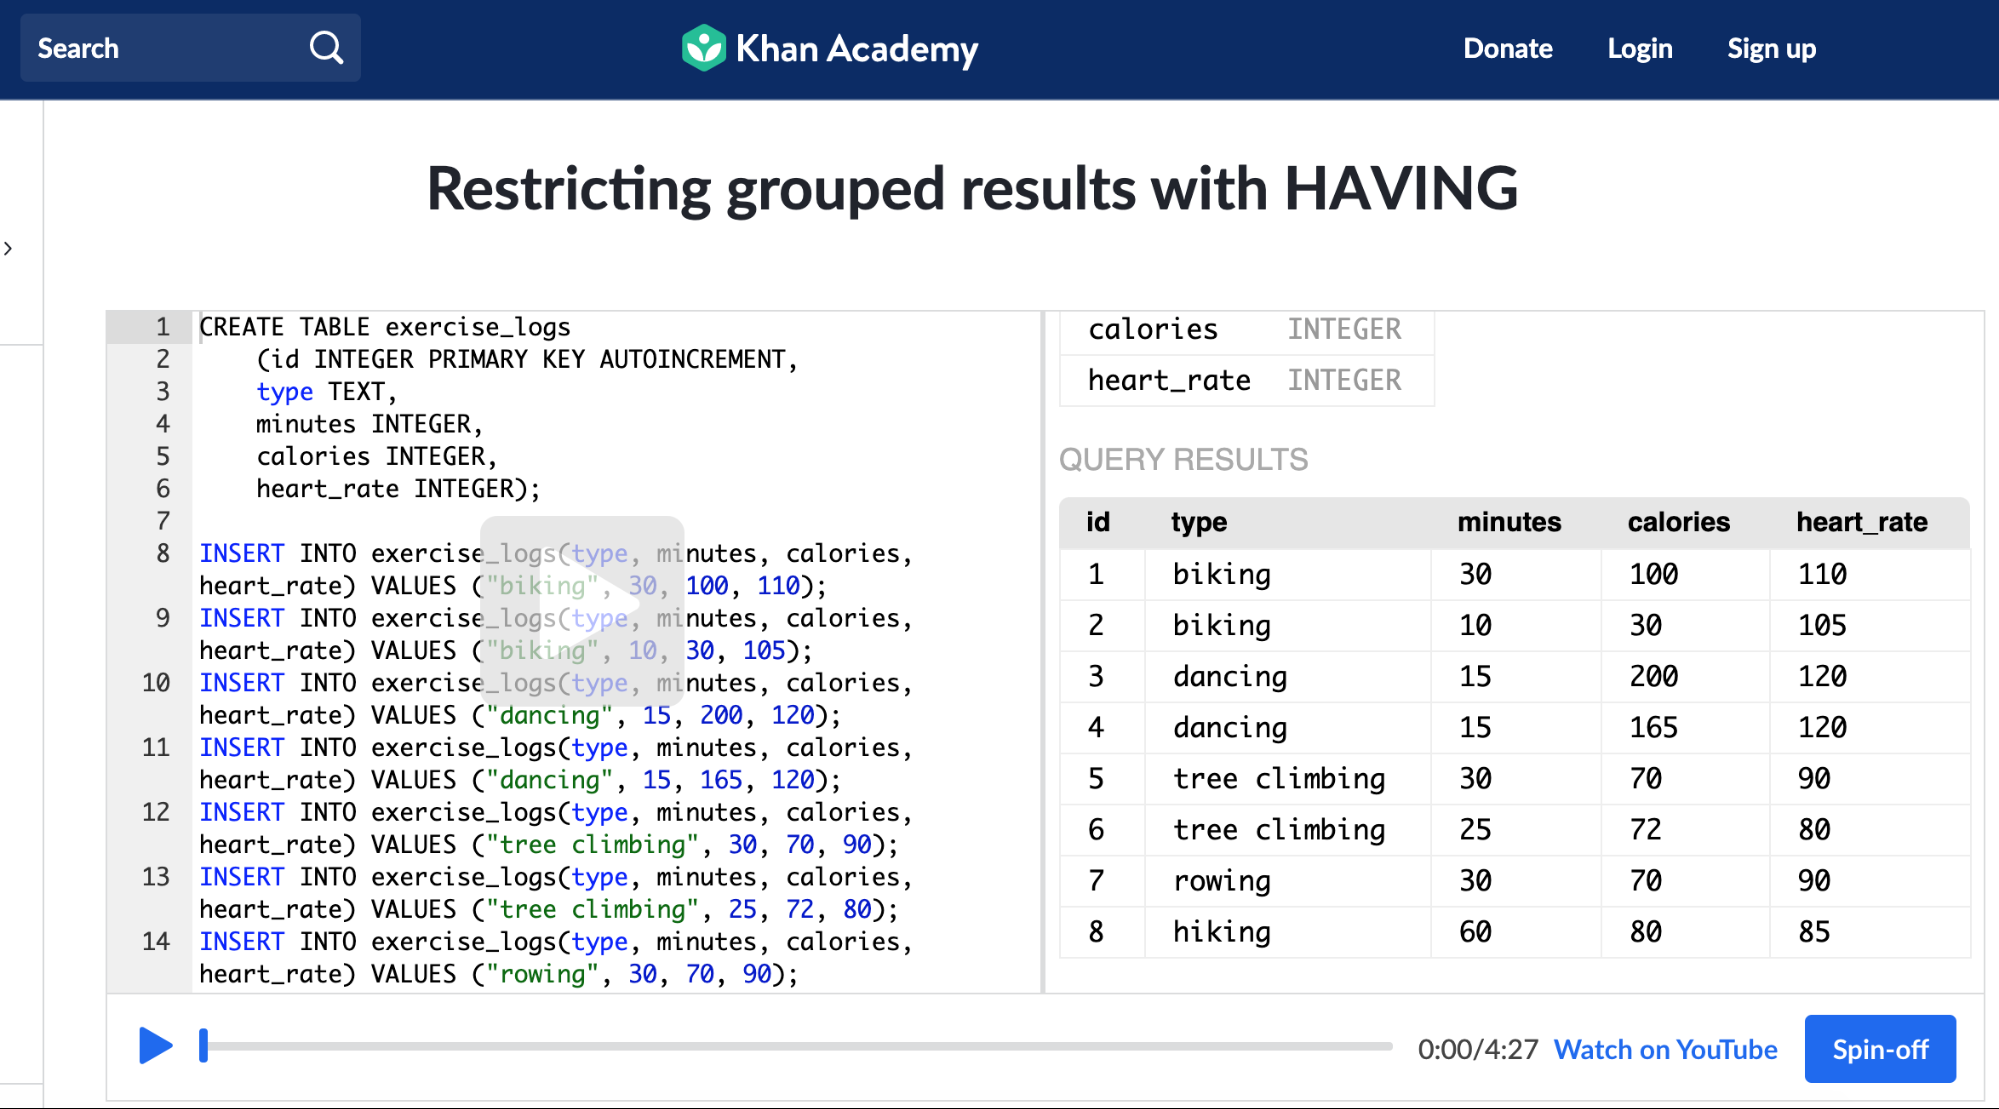 Search
Khan Academy
Donate
Login
Sign up
Restricting grouped results with HAVING
1 CREATE TABLE exercise_logs
2 (id INTEGER PRIMARY KEY AUTOINCREMENT,
3 type TEXT,
4 minutes INTEGER,
5 calories INTEGER,
6 heart_rate INTEGER);
7
8 INSERT INTO exercise_logs(type, minutes, calories,
heart_rate) VALUES ("biking", 30, 100, 110);
9 INSERT INTO exercise_logs(type, minutes, calories,
heart_rate) VALUES ("biking", 10, 30, 105);
10 INSERT INTO exercise_logs(type, minutes, calories,
heart_rate) VALUES ("dancing", 15, 200, 120);
11 INSERT INTO exercise_logs(type, minutes, calories,
heart_rate) VALUES ("dancing", 15, 165, 120);
12 INSERT INTO exercise_logs(type, minutes, calories,
heart_rate) VALUES ("tree climbing", 30, 70, 90);
13 INSERT INTO exercise_logs(type, minutes, calories,
heart_rate) VALUES ("tree climbing", 25, 72, 80);
14 INSERT INTO exercise_logs(type, minutes, calories,
heart_rate) VALUES ("rowing", 30, 70, 90);
calories INTEGER
heart_rate INTEGER
QUERY RESULTS
id type minutes calories heart_rate
1 biking 30 100 110
2 biking 10 30 105
3 dancing 15 200 120
4 dancing 15 165 120
5 tree climbing 30 70 90
6 tree climbing 25 72 80
7 rowing 30 70 90
8 hiking 60 80 85
0:00/4:27
Watch on YouTube
Spin-off